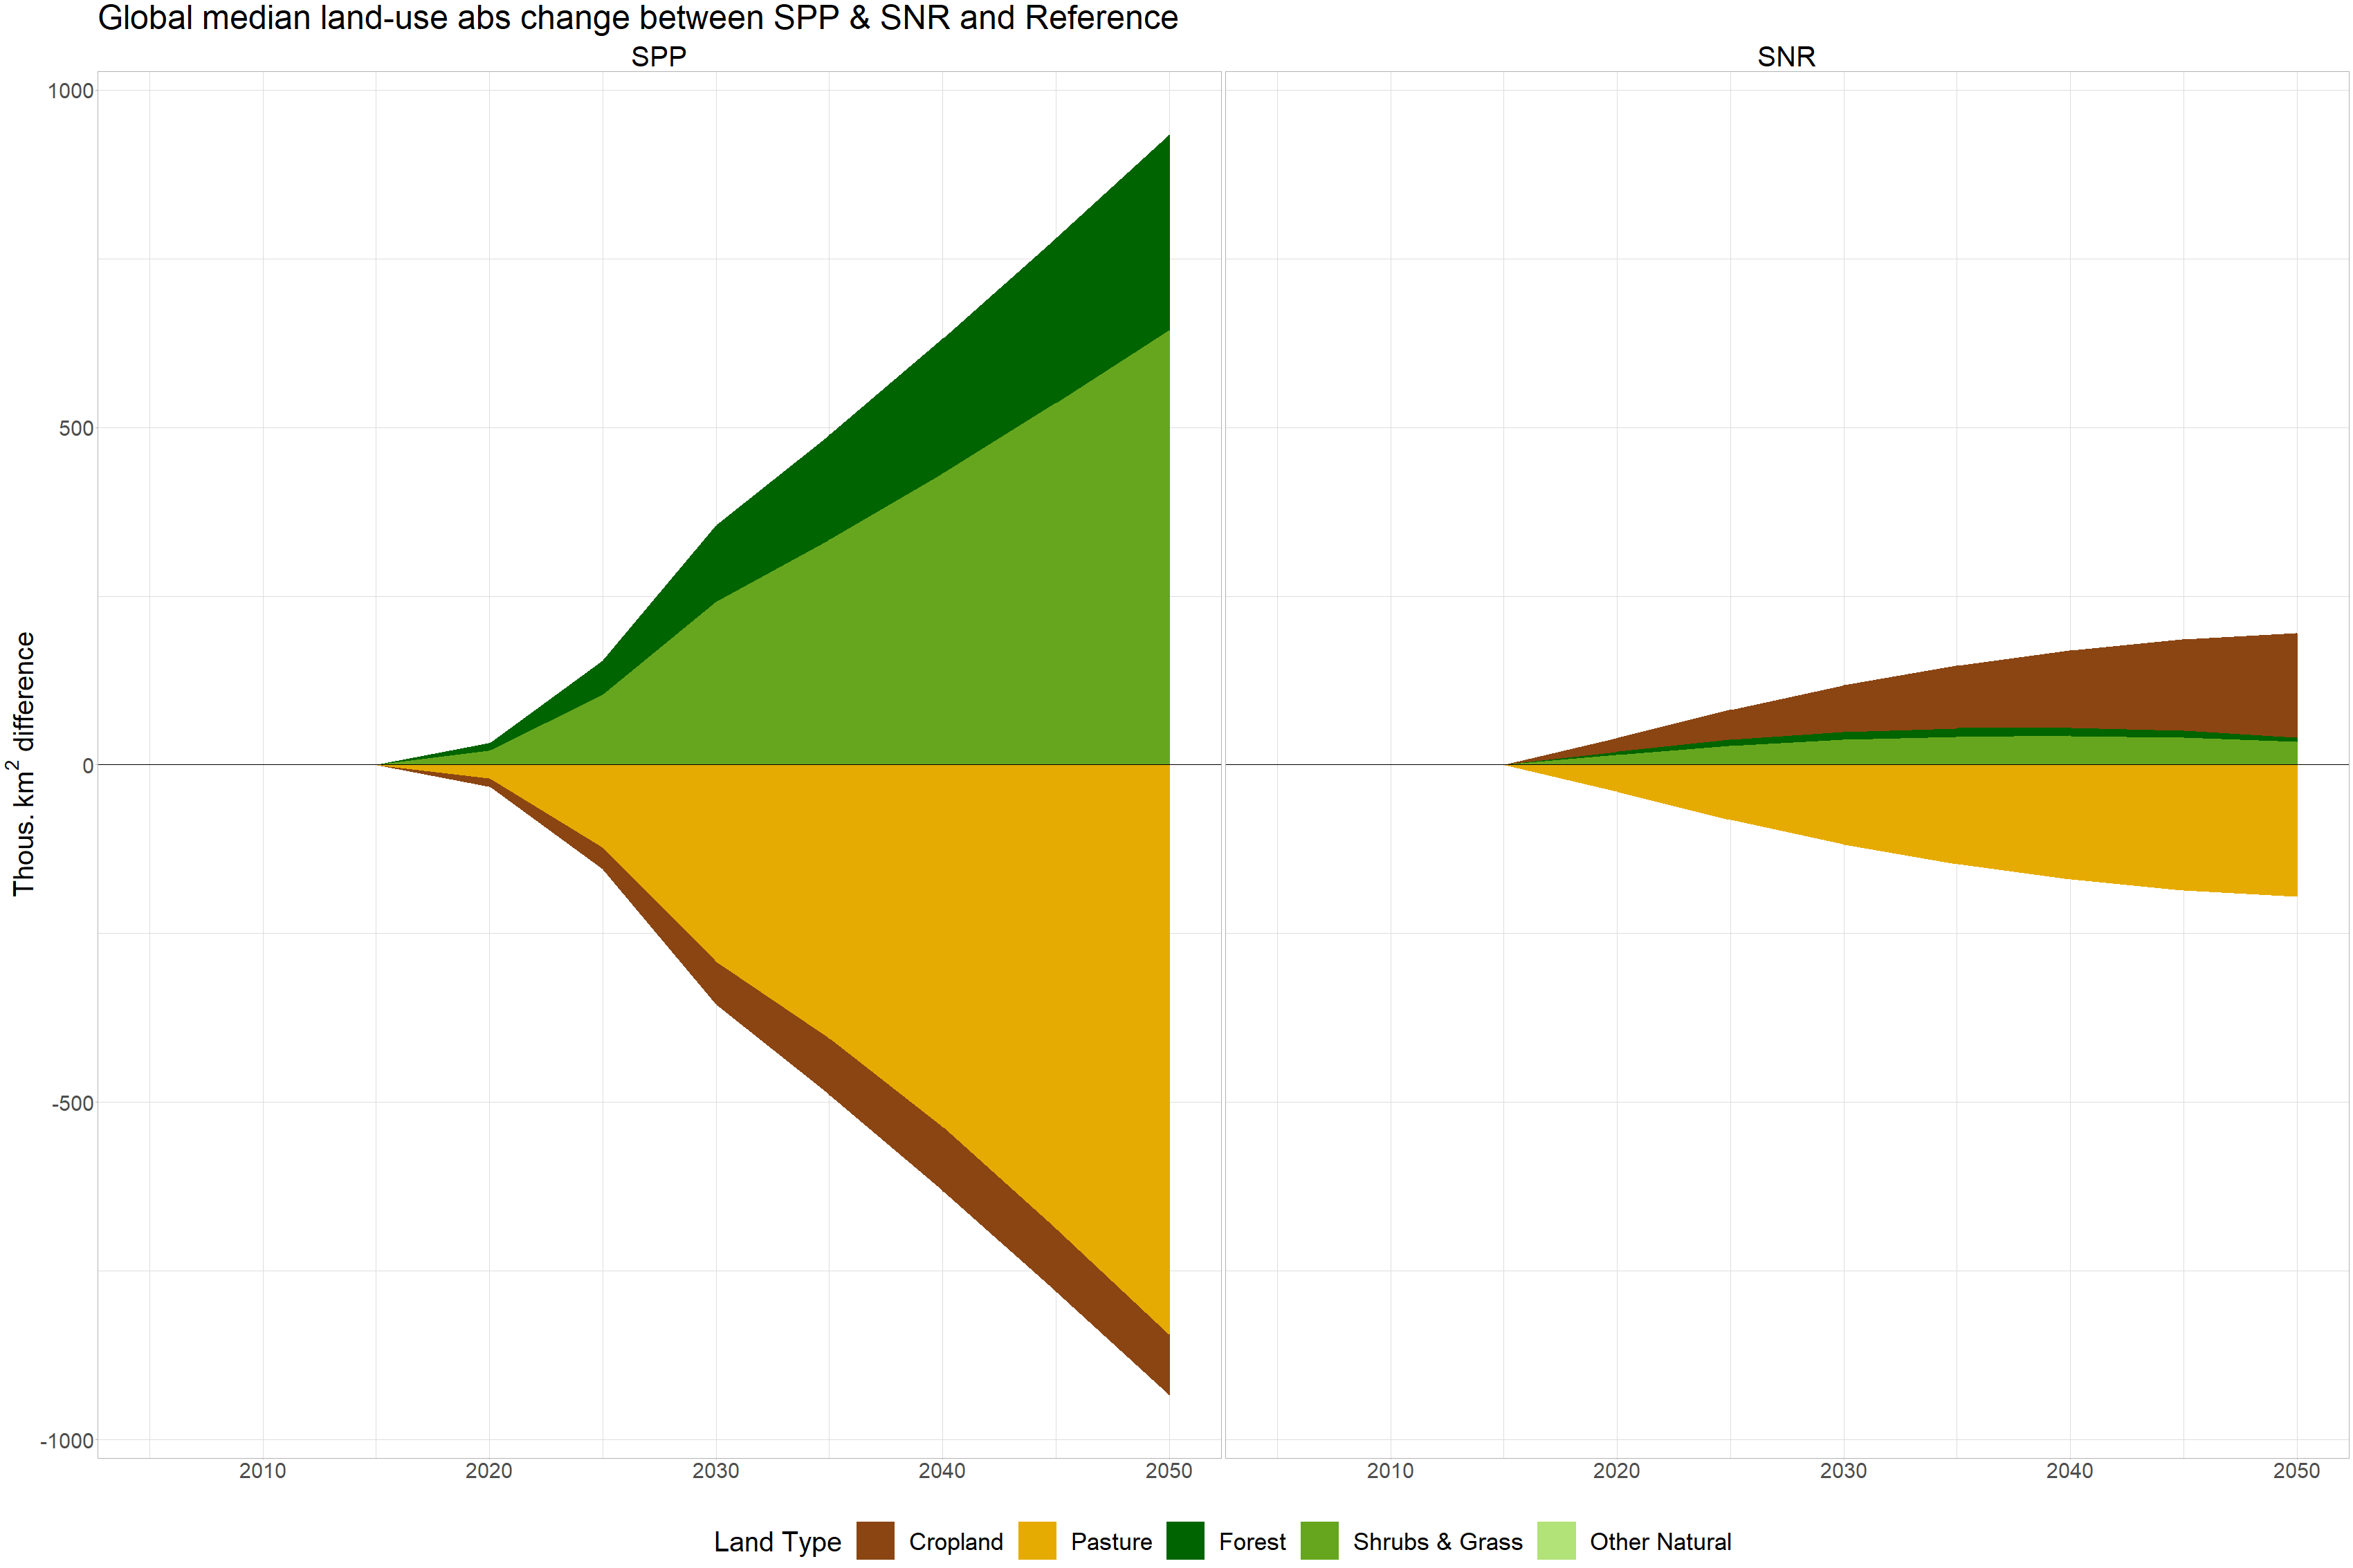 Global median land-use abs change between SPP & SNR and Reference
SPP
SNR
1000
500
0
-500
-1000
Thous. km² difference
2010 2020 2030 2040 2050
2010 2020 2030 2040 2050
Land Type Cropland Pasture Forest Shrubs & Grass Other Natural